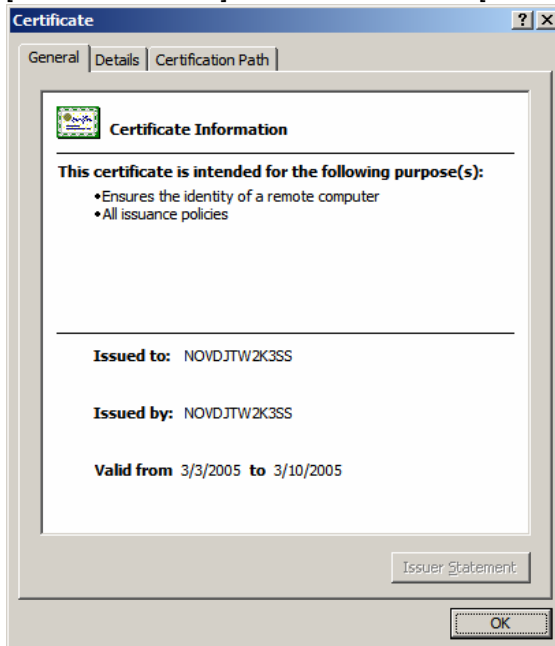 Certificate
General
Details
Certification Path
Certificate Information
This certificate is intended for the following purpose(s):
•Ensures the identity of a remote computer
•All issuance policies
Issued to: NOVDJTW2K3SS
Issued by: NOVDJTW2K3SS
Valid from 3/3/2005 to 3/10/2005
Issuer Statement
OK